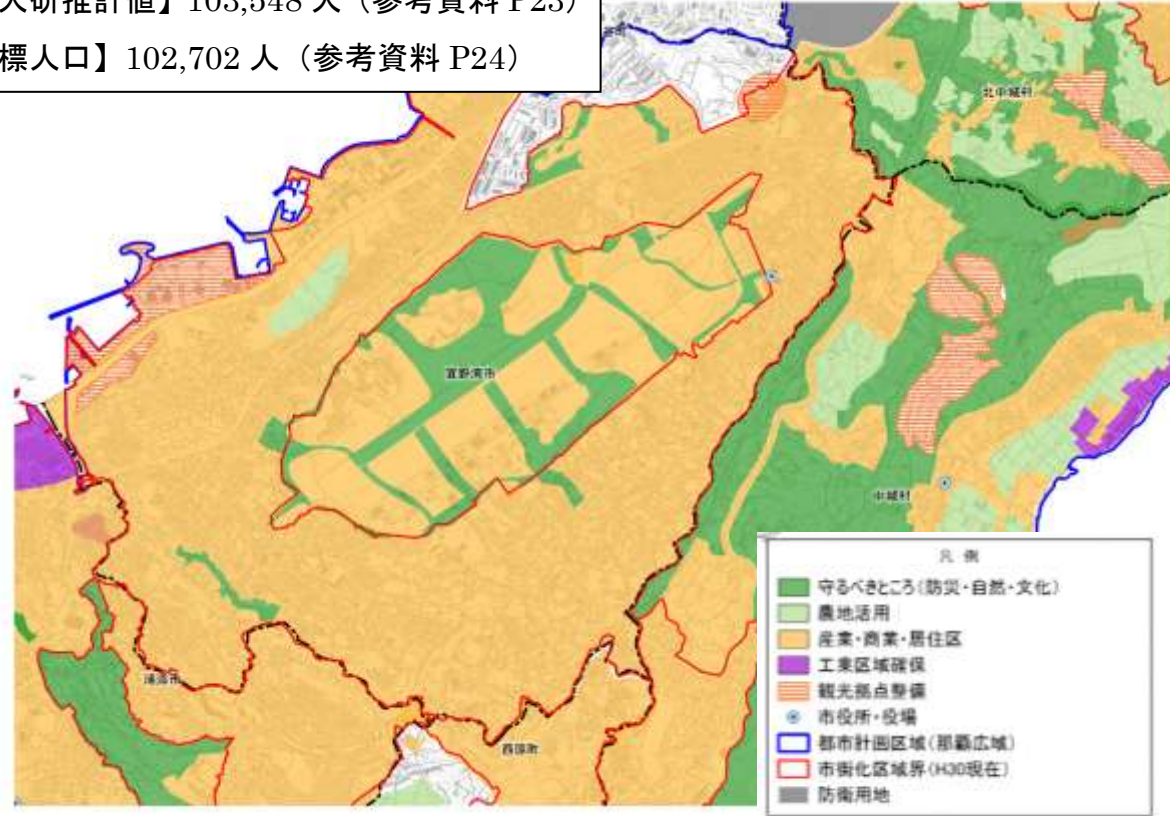 人研推計値】103,548 人（参考資料 P23）
標人口】102,702 人（参考資料 P24）
北中城村
宜野湾市
中城村
浦添市
西原町
凡例
守るべきところ（防災・自然・文化）
農地活用
産業・商業・居住区
工業区域確保
観光拠点整備
市役所・役場
都市計画区域（那覇広域）
市街化区域界（H30現在）
防衛用地